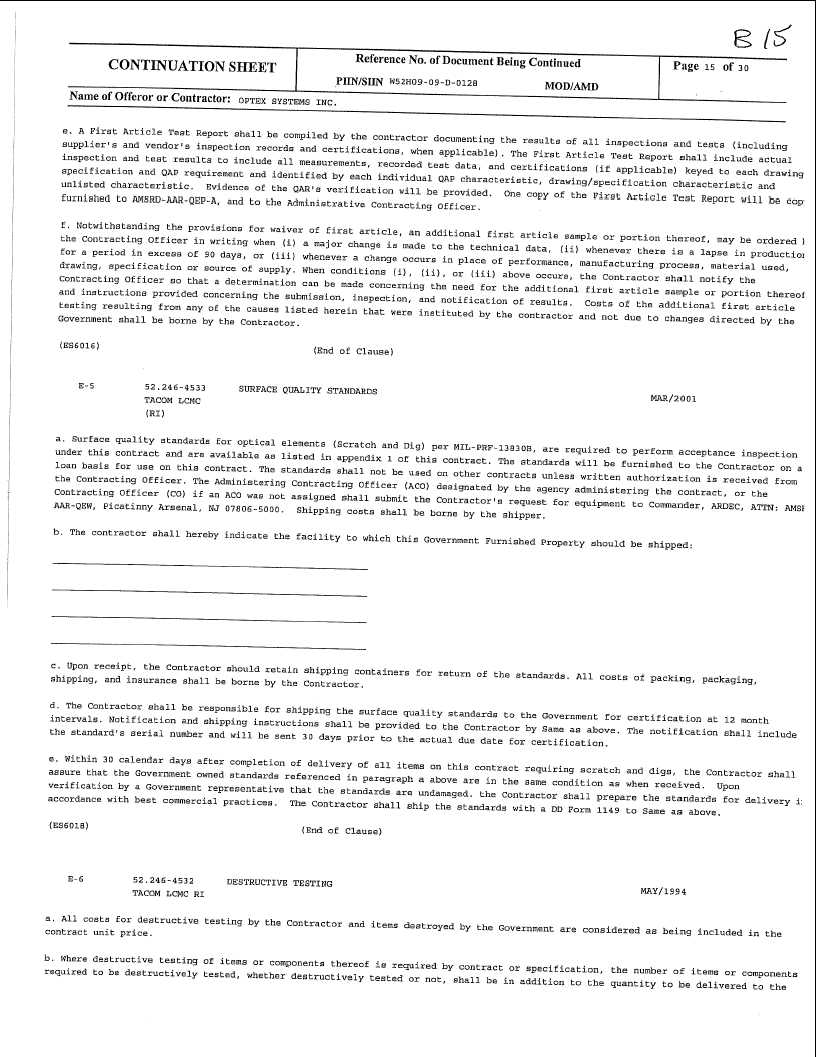 B 15
CONTINUATION SHEET
Reference No. of Document Being Continued
Page 15 of 30
PIIN/SIIN W52H09-09-D-0128
MOD/AMD
Name of Offeror or Contractor: OPTEX SYSTEMS INC.
e. A First Article Test Report shall be compiled by the contractor documenting the results of all inspections and tests (including
supplier's and vendor's inspection records and certifications, when applicable). The First Article Test Report shall include actual
inspection and test results to include all measurements, recorded test data, and certifications (if applicable) keyed to each drawing
specification and QAP requirement and identified by each individual QAP characteristic, drawing/specification characteristic and
unlisted characteristic. Evidence of the QAR's verification will be provided. One copy of the First Article Test Report will be cop
furnished to AMSRD-AAR-QEP-A, and to the Administrative Contracting Officer.
f. Notwithstanding the provisions for waiver of first article, an additional first article sample or portion thereof, may be ordered
the Contracting Officer in writing when (i) a major change is made to the technical data, (ii) whenever there is a lapse in production
for a period in excess of 90 days, or (iii) whenever a change occurs in place of performance, manufacturing process, material used,
drawing, specification or source of supply. When conditions (i), (ii), or (iii) above occurs, the Contractor shall notify the
Contracting Officer so that a determination can be made concerning the need for the additional first article sample or portion thereof
and instructions provided concerning the submission, inspection, and notification of results. Costs of the additional first article
testing resulting from any of the causes listed herein that were instituted by the contractor and not due to changes directed by the
Government shall be borne by the Contractor.
(ES6016)
(End of Clause)
E-5 52.246-4533 SURFACE QUALITY STANDARDS MAR/2001
TACOM LCMC
(RI)
a. Surface quality standards for optical elements (Scratch and Dig) per MIL-PRF-13830B, are required to perform acceptance inspection
under this contract and are available as listed in appendix 1 of this contract. The standards will be furnished to the Contractor on a
loan basis for use on this contract. The standards shall not be used on other contracts unless written authorization is received from
the Contracting Officer. The Administering Contracting Officer (ACO) designated by the agency administering the contract, or the
Contracting Officer (CO) if an ACO was not assigned shall submit the Contractor's request for equipment to Commander, ARDEC, ATTN: AMSR
AAR-QEW, Picatinny Arsenal, NJ 07806-5000. Shipping costs shall be borne by the shipper.
b. The contractor shall hereby indicate the facility to which this Government Furnished Property should be shipped:
c. Upon receipt, the Contractor should retain shipping containers for return of the standards. All costs of packing, packaging,
shipping, and insurance shall be borne by the Contractor.
d. The Contractor shall be responsible for shipping the surface quality standards to the Government for certification at 12 month
intervals. Notification and shipping instructions shall be provided to the Contractor by Same as above. The notification shall include
the standard's serial number and will be sent 30 days prior to the actual due date for certification.
e. Within 30 calendar days after completion of delivery of all items on this contract requiring scratch and digs, the Contractor shall
assure that the Government owned standards referenced in paragraph a above are in the same condition as when received. Upon
verification by a Government representative that the standards are undamaged. the Contractor shall prepare the standards for delivery i
accordance with best commercial practices. The Contractor shall ship the standards with a DD Form 1149 to Same as above.
(ES6018)
(End of Clause)
E-6 52.246-4532 DESTRUCTIVE TESTING MAY/1994
TACOM LCMC RI
a. All costs for destructive testing by the Contractor and items destroyed by the Government are considered as being included in the
contract unit price.
b. Where destructive testing of items or components thereof is required by contract or specification, the number of items or components
required to be destructively tested, whether destructively tested or not, shall be in addition to the quantity to be delivered to the